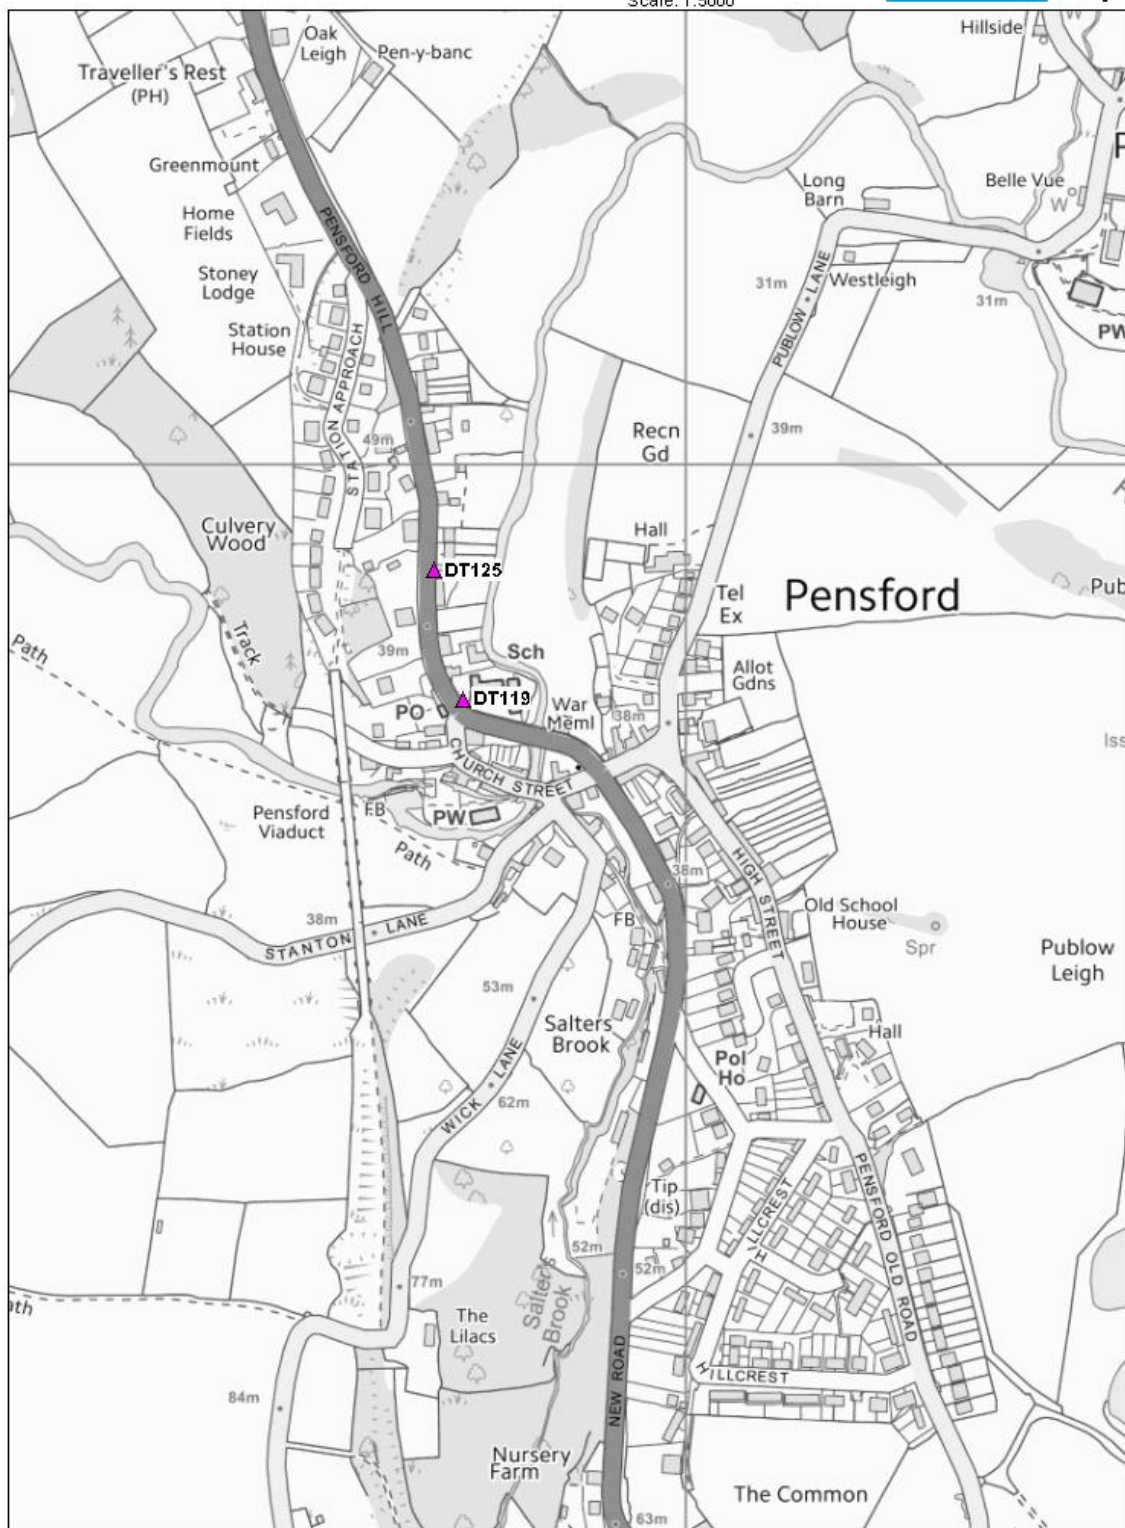 Scale: 1:5000
Oak
Leigh
Pen-y-banc
Hillside
W
Traveller's Rest
(PH)
Greenmount
Long
Barn
Belle Vue
W
Home
Fields
PENSFORD HILL
Stoney
Lodge
31m
PUBLOW LANE
Westleigh
31m
Station
House
STATION APPROACH
PW
39m
Recn
Gd
49m
Culvery
Wood
Hall
DT125
Tel
Ex
Pensford
Pub
Path
Track
39m
Sch
Allot
Gdns
DT119
PO
War
Meml
38m
Iss
CHURCH STREET
Pensford
Viaduct
FB
PW
Path
HIGH STREET
38m
Old School
House
38m
STANTON LANE
FB
Spr
Publow
Leigh
53m
Salters
Brook
Hall
Pol
Ho
WICK LANE
62m
PENSFORD OLD ROAD
Tip
(dis)
HILLCREST
52m
52m
77m
Salter's
Brook
ath
The
Lilacs
NEW ROAD
HILLCREST
84m
Nursery
Farm
The Common
63m